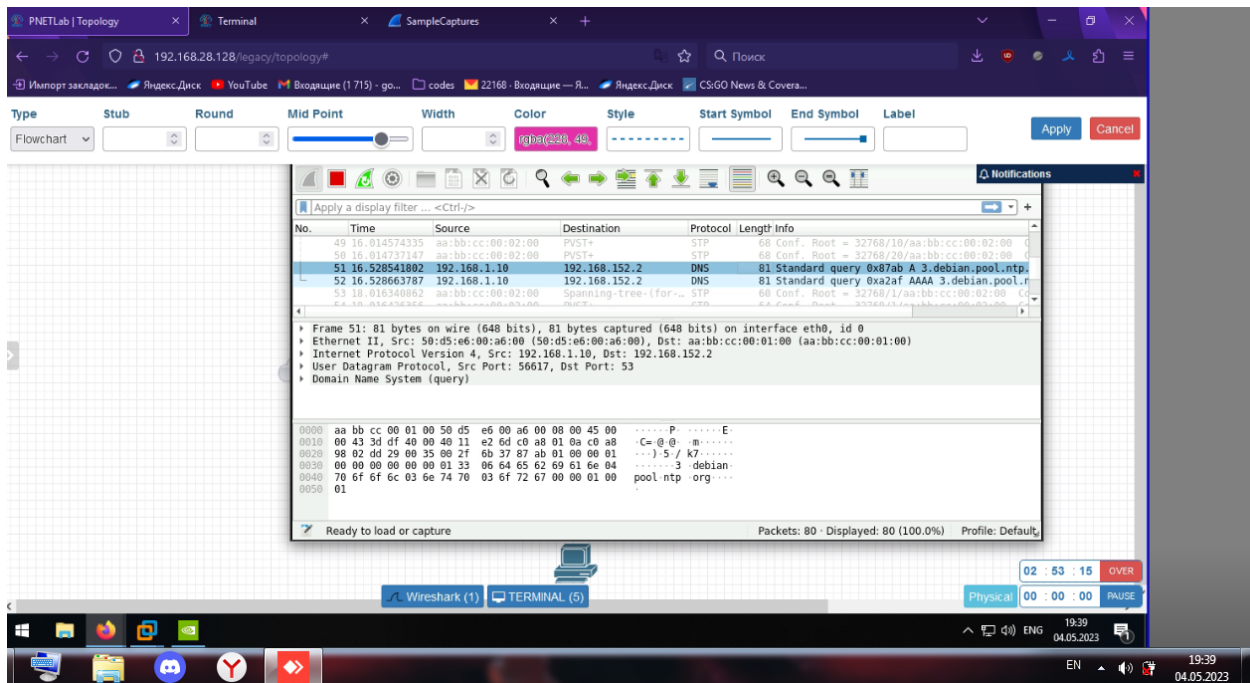 PNETLab | Topology
Terminal
SampleCaptures
192.168.28.128/legacy/topology#
Поиск
Импорт закладок...
Яндекс.Диск
YouTube
Входящие (1 715) - go...
codes
22168 · Входящие — Я...
Яндекс.Диск
CS:GO News & Covera...
Type Stub Round Mid Point Width Color Style Start Symbol End Symbol Label
Flowchart
Apply Cancel
Notifications
Apply a display filter ... <Ctrl-/>
No. Time Source Destination Protocol Length Info
49 16.014574335 aa:bb:cc:00:02:00 PVST+ STP 68 Conf. Root = 32768/10/aa:bb:cc:00:02:00
50 16.014737147 aa:bb:cc:00:02:00 PVST+ STP 68 Conf. Root = 32768/20/aa:bb:cc:00:02:00
51 16.528541802 192.168.1.10 192.168.152.2 DNS 81 Standard query 0x87ab A 3.debian.pool.ntp.
52 16.528663787 192.168.1.10 192.168.152.2 DNS 81 Standard query 0xa2af AAAA 3.debian.pool.n
53 18.016340862 aa:bb:cc:00:02:00 Spanning-tree-(for-... STP 60 Conf. Root = 32768/1/aa:bb:cc:00:02:00
Frame 51: 81 bytes on wire (648 bits), 81 bytes captured (648 bits) on interface eth0, id 0
Ethernet II, Src: 50:d5:e6:00:a6:00 (50:d5:e6:00:a6:00), Dst: aa:bb:cc:00:01:00 (aa:bb:cc:00:01:00)
Internet Protocol Version 4, Src: 192.168.1.10, Dst: 192.168.152.2
User Datagram Protocol, Src Port: 56617, Dst Port: 53
Domain Name System (query)
0000 aa bb cc 00 01 00 50 d5 e6 00 a6 00 08 00 45 00 ······P· ······E·
0010 00 43 3d df 40 00 40 11 e2 6d c0 a8 01 0a c0 a8 ·C=·@·@· ·m······
0020 98 02 dd 29 00 35 00 2f 6b 37 87 ab 01 00 00 01 ···)·5·/ k7······
0030 00 00 00 00 00 00 01 33 06 64 65 62 69 61 6e 04 ·······3 ·debian·
0040 70 6f 6f 6c 03 6e 74 70 03 6f 72 67 00 00 01 00 pool·ntp ·org····
0050 01 ·
Ready to load or capture
Packets: 80 · Displayed: 80 (100.0%)
Profile: Default
02 : 53 : 15 OVER
Wireshark (1)
TERMINAL (5)
Physical
00 : 00 : 00 PAUSE
ENG
19:39
04.05.2023
EN
19:39
04.05.2023